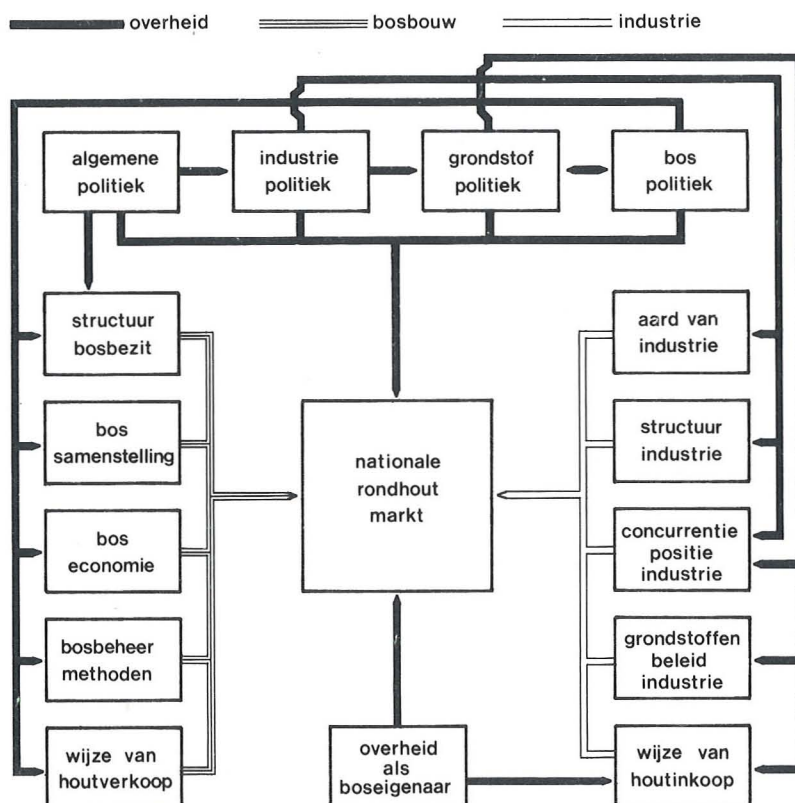 overheid
bosbouw
industrie
algemene
politiek
industrie
politiek
grondstof
politiek
bos
politiek
structuur
bosbezit
aard van
industrie
bos
samenstelling
nationale
rondhout
markt
structuur
industrie
bos
economie
concurrentie
positie
industrie
bosbeheer
methoden
grondstoffen
beleid
industrie
wijze van
houtverkoop
overheid
als
boseigenaar
wijze van
houtinkoop